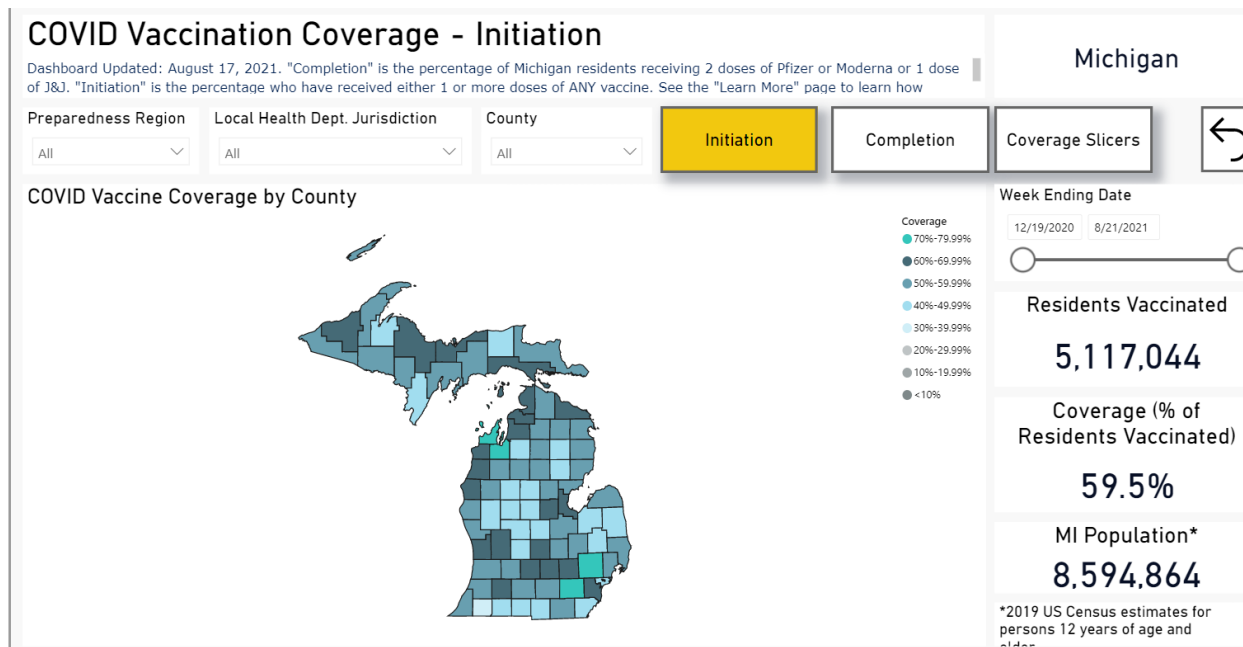 COVID Vaccination Coverage - Initiation
Dashboard Updated: August 17, 2021. "Completion" is the percentage of Michigan residents receiving 2 doses of Pfizer or Moderna or 1 dose
of J&J. "Initiation" is the percentage who have received either 1 or more doses of ANY vaccine. See the "Learn More" page to learn how
Michigan
Preparedness Region
All
Local Health Dept. Jurisdiction
All
County
All
Initiation
Completion
Coverage Slicers
COVID Vaccine Coverage by County
Coverage
70%-79.99%
60%-69.99%
50%-59.99%
40%-49.99%
30%-39.99%
20%-29.99%
10%-19.99%
<10%
Week Ending Date
12/19/2020
8/21/2021
Residents Vaccinated
5,117,044
Coverage (% of
Residents Vaccinated)
59.5%
MI Population*
8,594,864
*2019 US Census estimates for
persons 12 years of age and
older